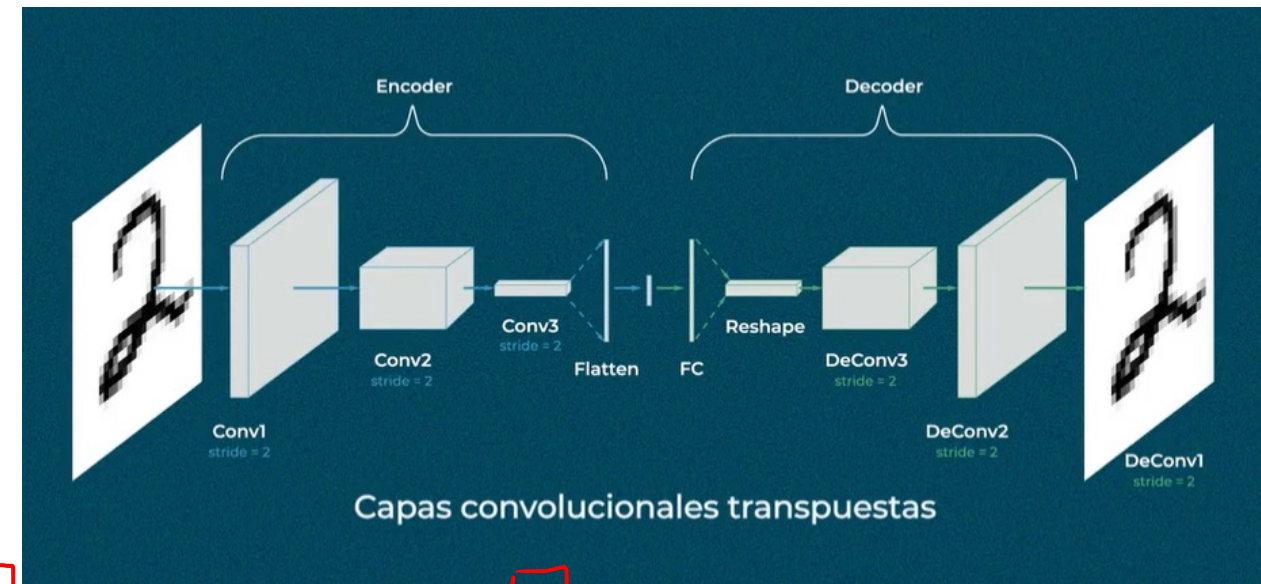 Encoder
Decoder
Conv1
stride = 2
Conv2
stride = 2
Conv3
stride = 2
Flatten
FC
Reshape
DeConv3
stride = 2
DeConv2
stride = 2
DeConv1
stride = 2
Capas convolucionales transpuestas